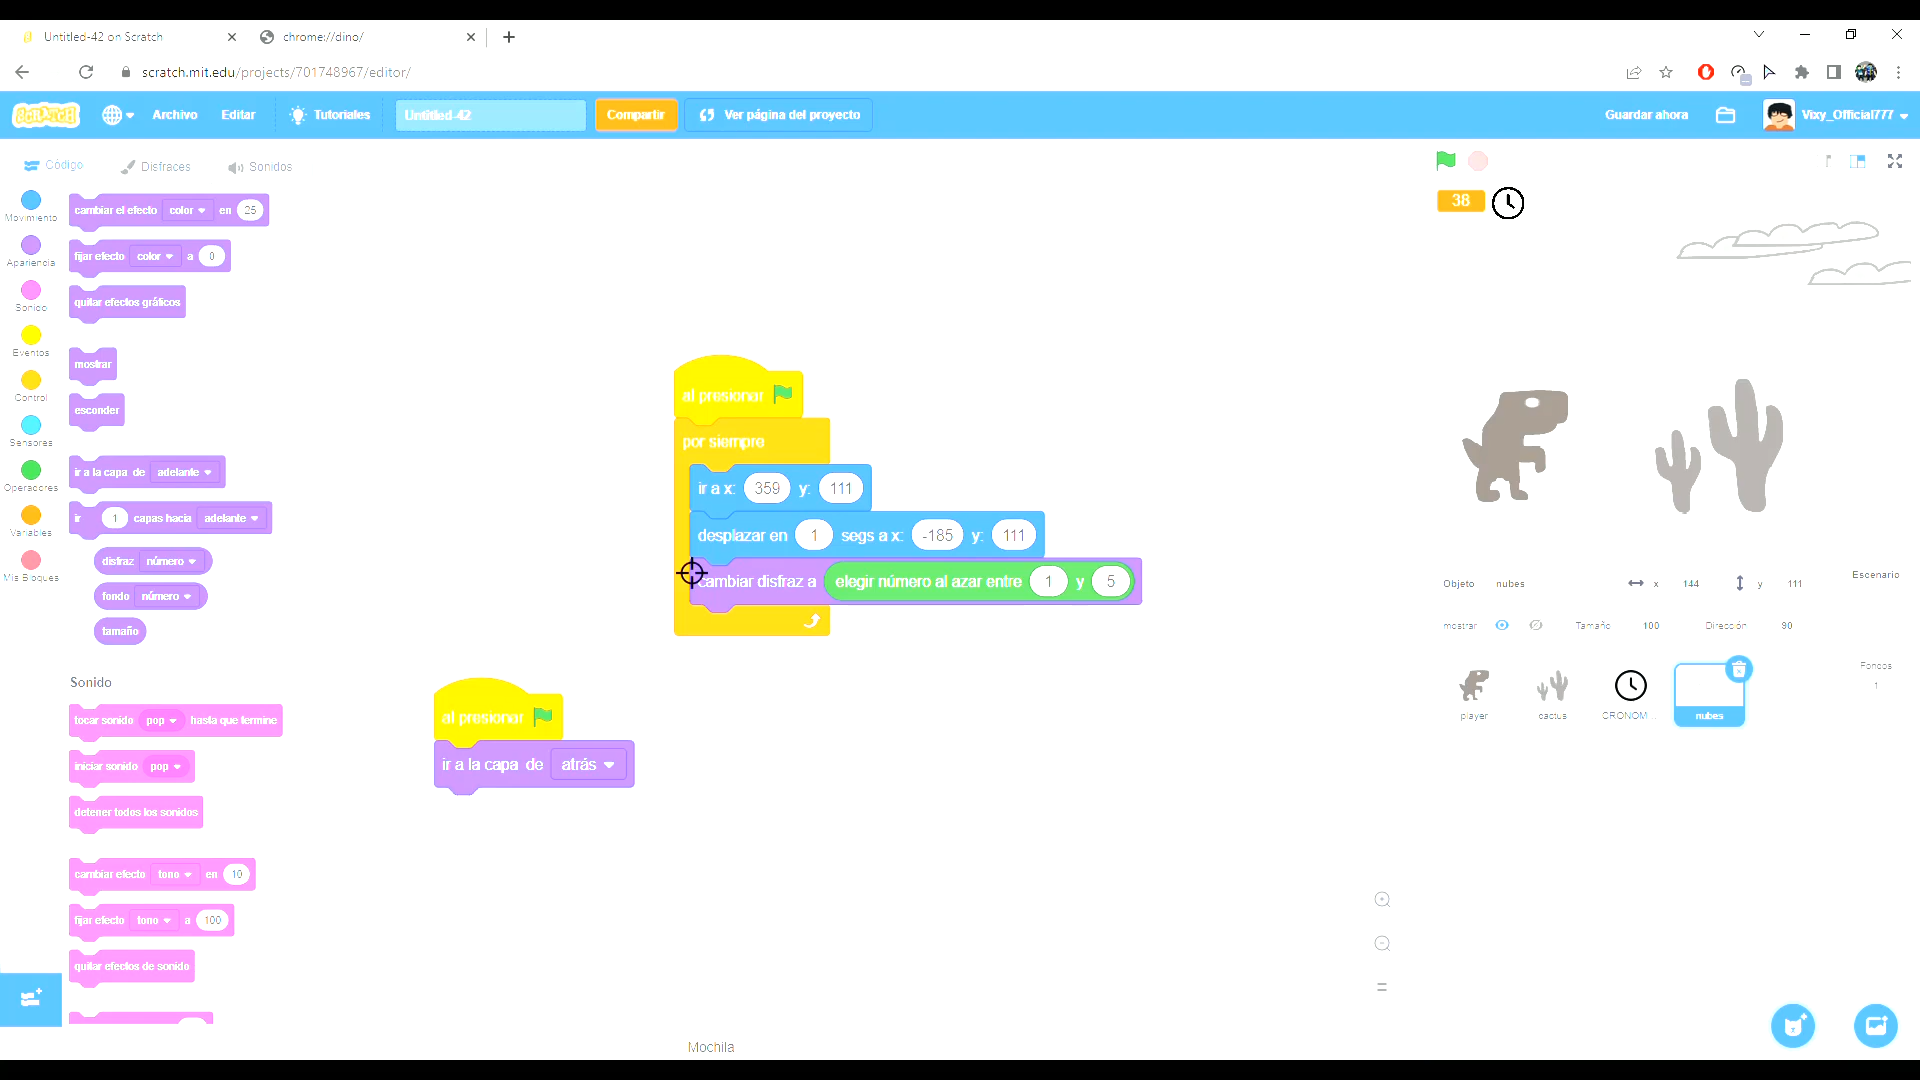 Untitled-42 on Scratch
chrome://dino/
scratch.mit.edu/projects/701748967/editor/
SCRATCH
Archivo
Editar
Tutoriales
Untitled-42
Compartir
Ver página del proyecto
Guardar ahora
Vixy_Official777
Código
Disfraces
Sonidos
Movimiento
Apariencia
Sonido
Eventos
Control
Sensores
Operadores
Variables
Mis Bloques
cambiar el efecto color en 25
fijar efecto color a 0
quitar efectos gráficos
mostrar
esconder
ir a la capa de adelante
ir 1 capas hacia adelante
disfraz número
fondo número
tamaño
Sonido
tocar sonido pop hasta que termine
iniciar sonido pop
detener todos los sonidos
cambiar efecto tono en 10
fijar efecto tono a 100
quitar efectos de sonido
al presionar
por siempre
ir a x: 359 y: 111
desplazar en 1 segs a x: -185 y: 111
cambiar disfraz a elegir número al azar entre 1 y 5
al presionar
ir a la capa de atrás
Mochila
38
Objeto nubes x 144 y 111
mostrar Tamaño 100 Dirección 90
player
cactus
CRONOM...
nubes
Escenario
Fondos
1